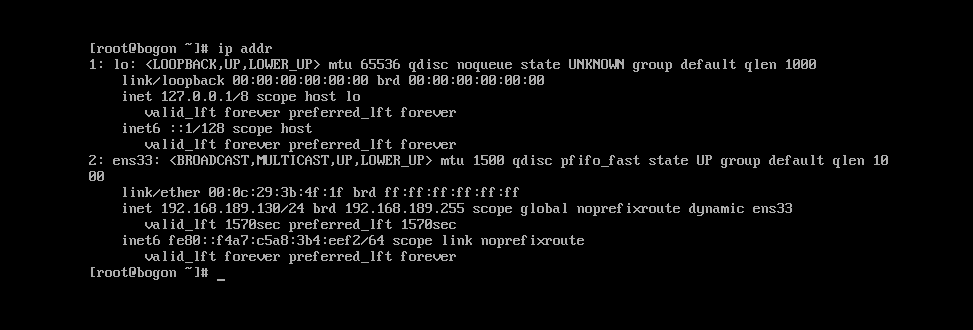 [root@bogon ~]# ip addr
1: lo: <LOOPBACK,UP,LOWER_UP> mtu 65536 qdisc noqueue state UNKNOWN group default qlen 1000
    link/loopback 00:00:00:00:00:00 brd 00:00:00:00:00:00
    inet 127.0.0.1/8 scope host lo
       valid_lft forever preferred_lft forever
    inet6 ::1/128 scope host
       valid_lft forever preferred_lft forever
2: ens33: <BROADCAST,MULTICAST,UP,LOWER_UP> mtu 1500 qdisc pfifo_fast state UP group default qlen 10
00
    link/ether 00:0c:29:3b:4f:1f brd ff:ff:ff:ff:ff:ff
    inet 192.168.189.130/24 brd 192.168.189.255 scope global noprefixroute dynamic ens33
       valid_lft 1570sec preferred_lft 1570sec
    inet6 fe80::f4a7:c5a8:3b4:eef2/64 scope link noprefixroute
       valid_lft forever preferred_lft forever
[root@bogon ~]# _